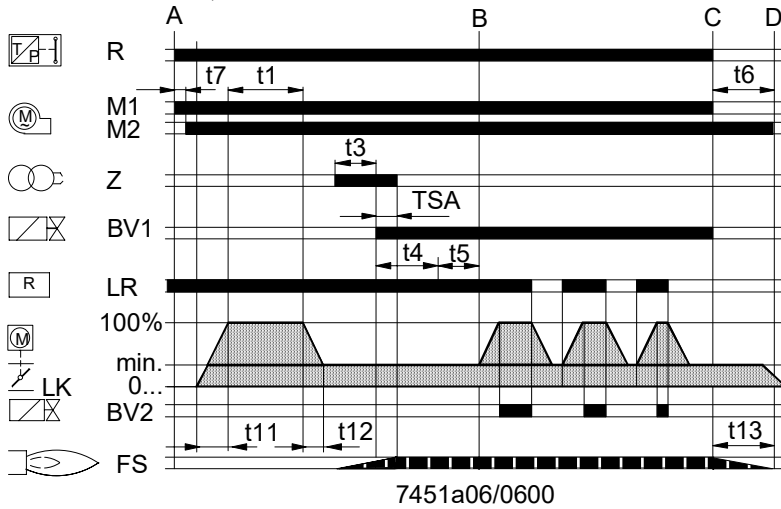 A B C D
T/P R
t7 t1 t6
M1
M ~ M2
t3
Z
TSA
BV1
t4 t5
R LR
100%
M
min.
LK 0...
BV2
t11 t12 t13
FS
7451a06/0600